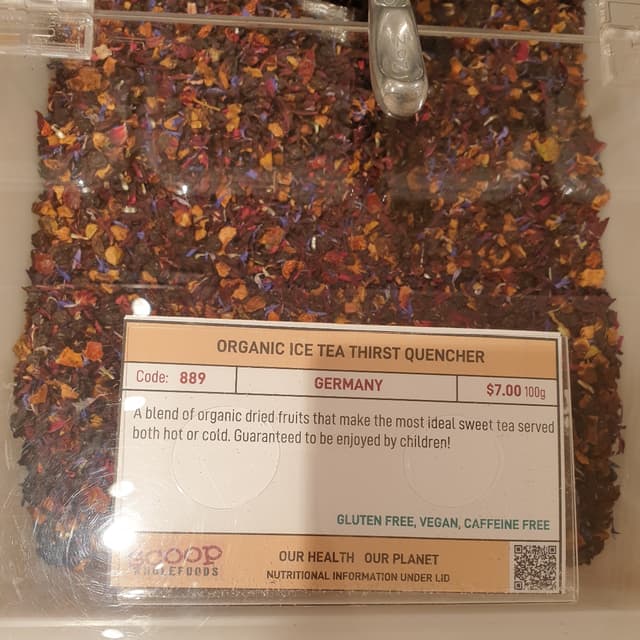 ORGANIC ICE TEA THIRST QUENCHER
Code: 889 GERMANY $7.00 100g
A blend of organic dried fruits that make the most ideal sweet tea served
both hot or cold. Guaranteed to be enjoyed by children!
GLUTEN FREE, VEGAN, CAFFEINE FREE
scoop
WHOLEFOODS
OUR HEALTH OUR PLANET
NUTRITIONAL INFORMATION UNDER LID